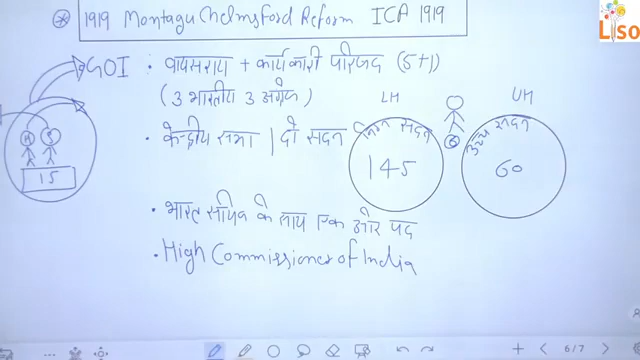 1919 Montagu Chelmsford Reform ICA 1919
Liso
GOI : वायसराय + कार्यकारी परिषद (5+1)
(3 भारतीय 3 अंग्रेज)
LH UH
• केन्द्रीय सभा | दो सदन
निम्न सदन
उच्च सदन
145
60
M S
15
• भारत सचिव के साथ एक और पद
• High Commissioner of India
6/7